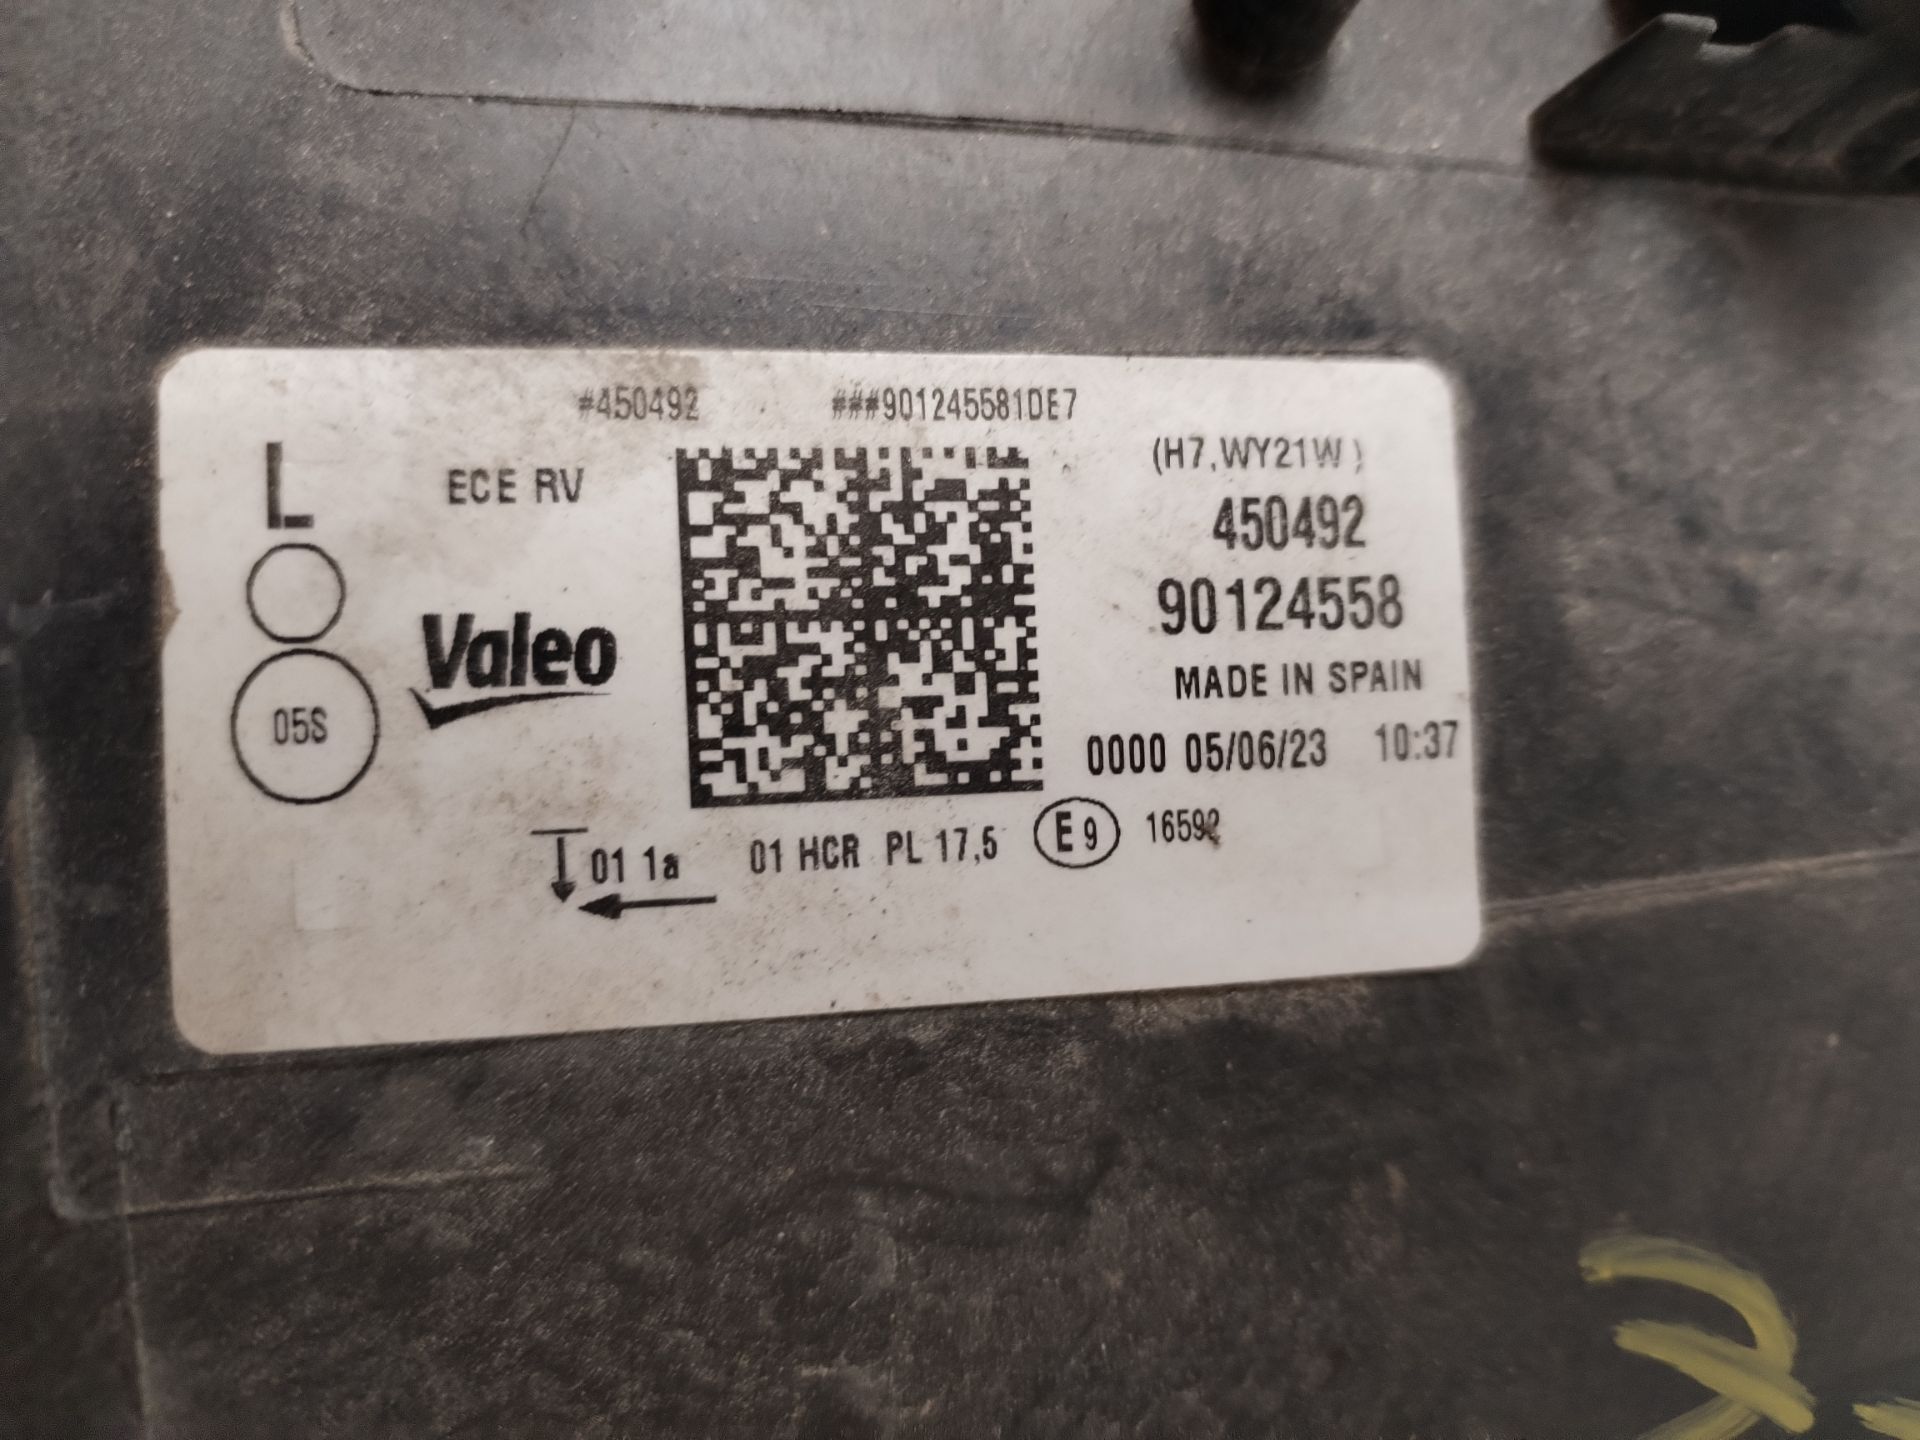 #450492 ###901245581DE7
L
ECE RV
(H7,WY21W)
450492
90124558
Valeo
MADE IN SPAIN
05S
0000 05/06/23 10:37
01 1a 01 HCR PL 17,5 E9 16592